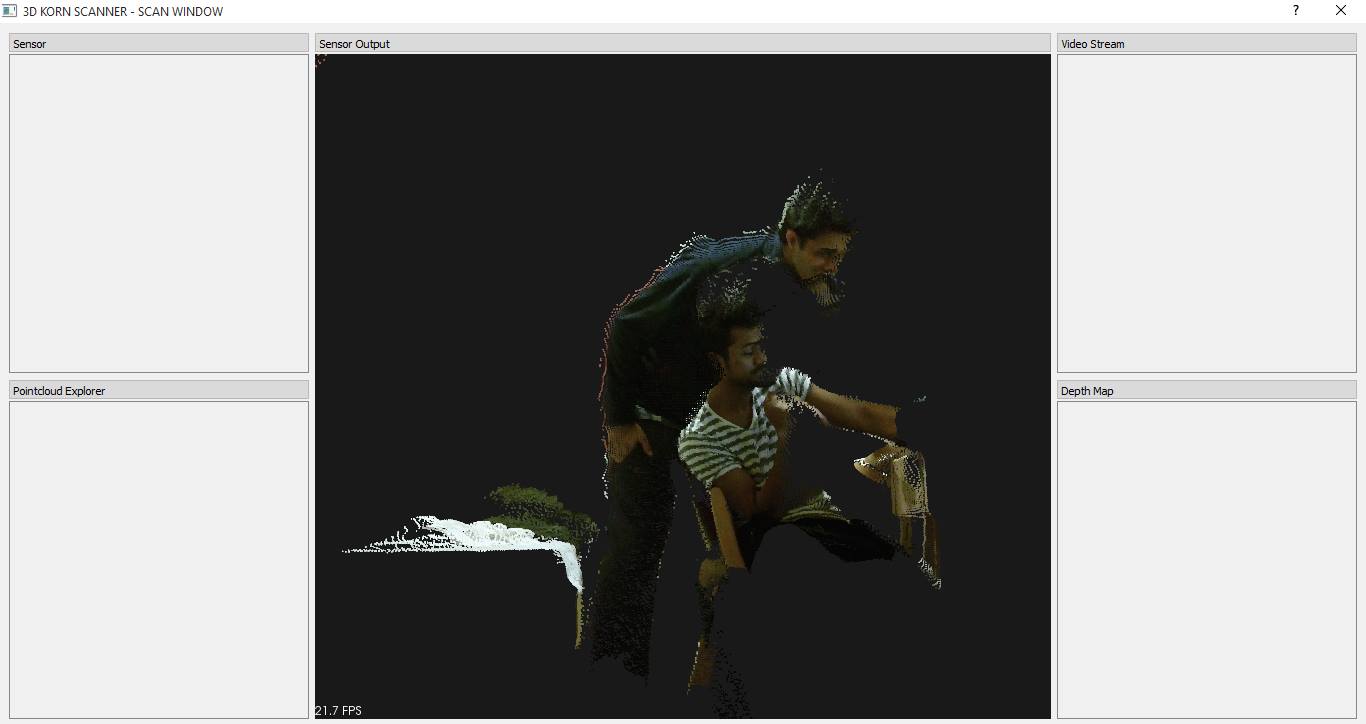 3D KORN SCANNER - SCAN WINDOW
?
Sensor
Sensor Output
Video Stream
Pointcloud Explorer
Depth Map
21.7 FPS